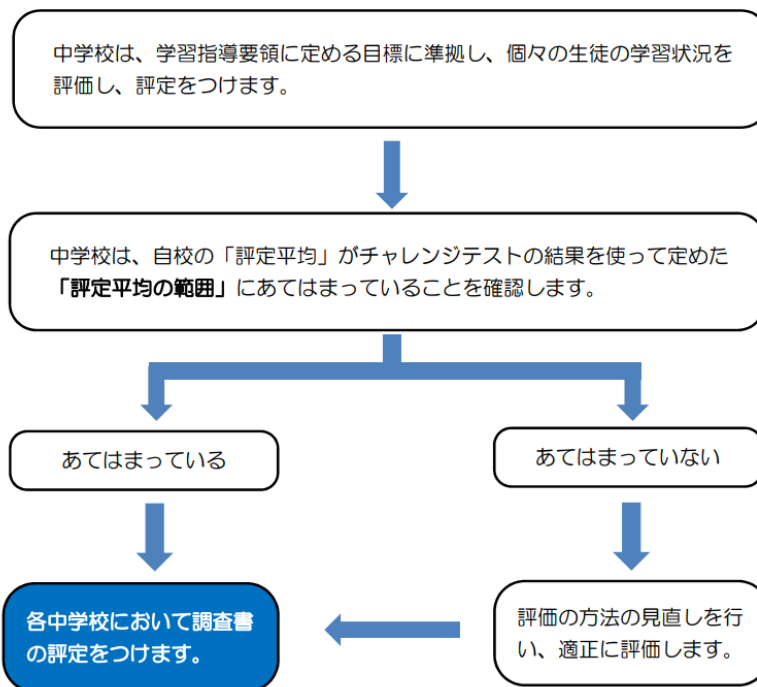 中学校は、学習指導要領に定める目標に準拠し、個々の生徒の学習状況を
評価し、評定をつけます。
中学校は、自校の「評定平均」がチャレンジテストの結果を使って定めた
「評定平均の範囲」にあてはまっていることを確認します。
あてはまっている
あてはまっていない
各中学校において調査書
の評定をつけます。
評価の方法の見直しを行
い、適正に評価します。